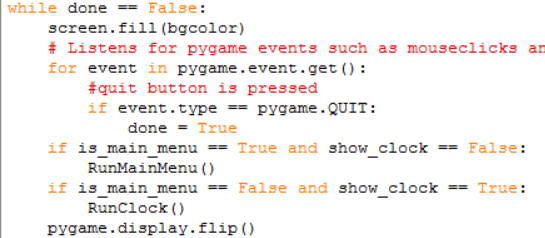 while done == False:
screen.fill(bgcolor)
# Listens for pygame events such as mouseclicks
for event in pygame.event.get():
#quit button is pressed
if event.type == pygame.QUIT:
done = True
if is_main_menu == True and show_clock == False:
RunMainMenu()
if is_main_menu == False and show_clock == True:
RunClock()
pygame.display.flip()